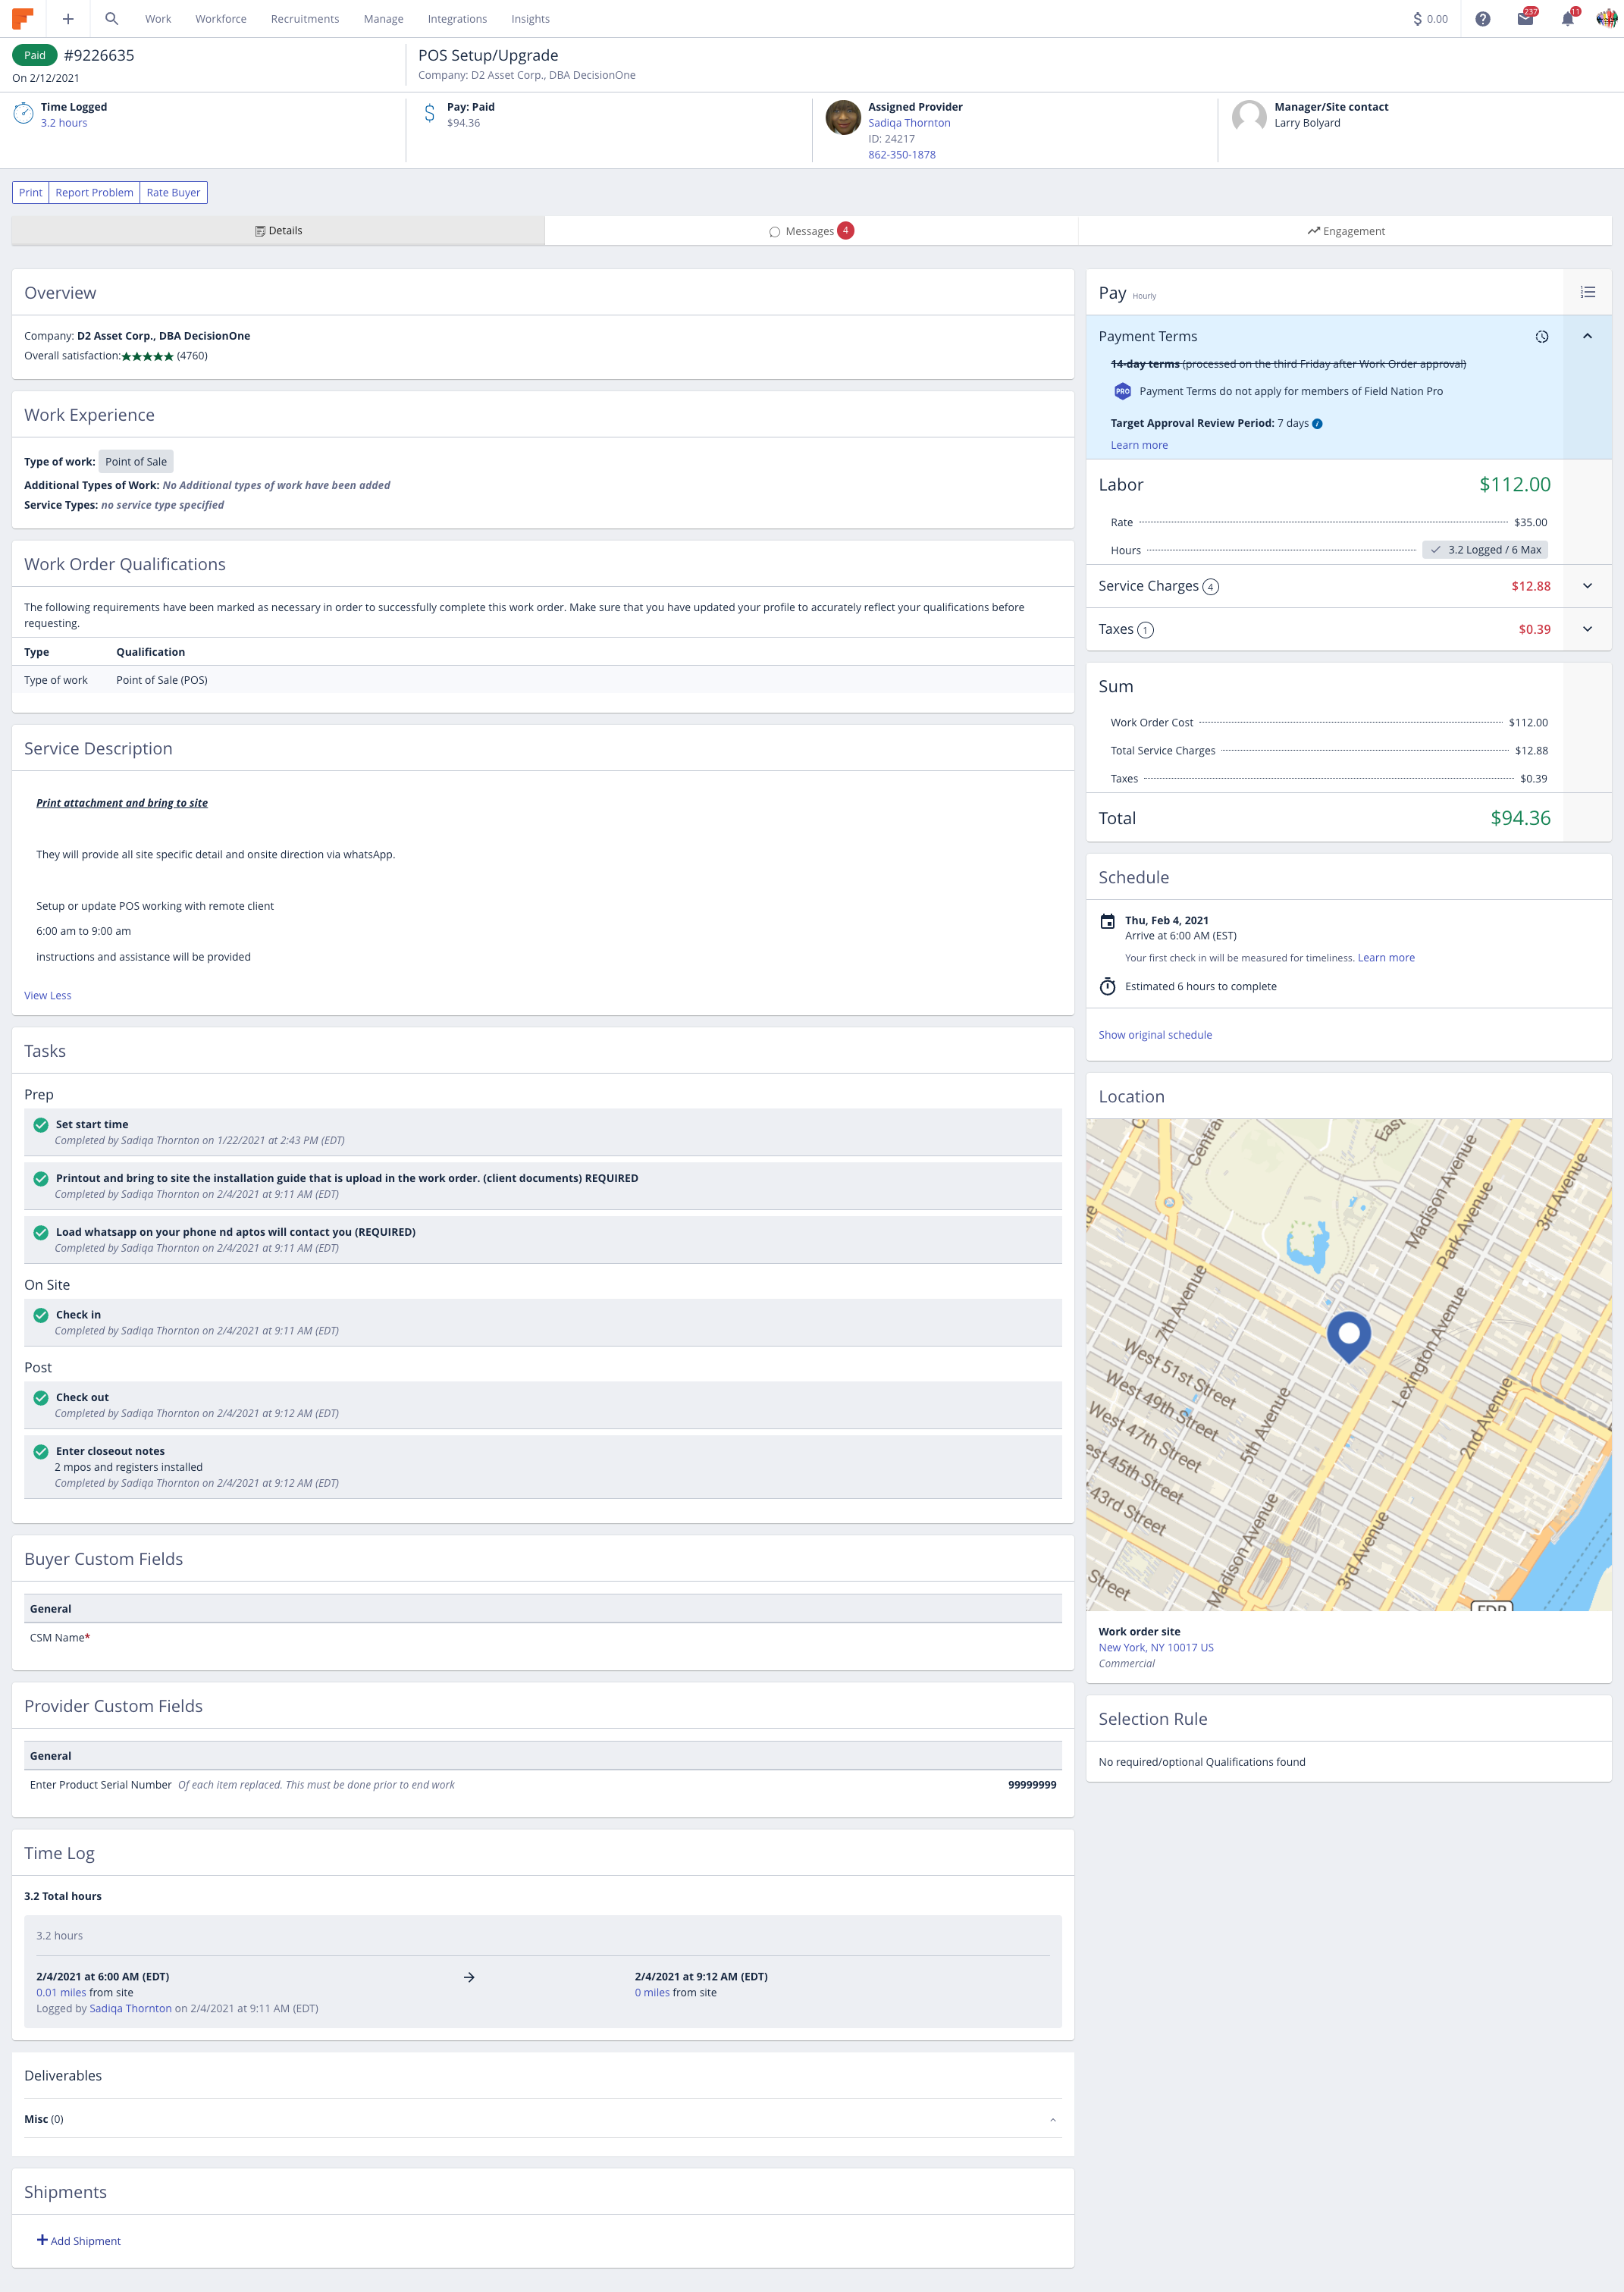 Work Workforce Recruitments Manage Integrations Insights
$ 0.00 237 11
Paid #9226635
On 2/12/2021
POS Setup/Upgrade
Company: D2 Asset Corp., DBA DecisionOne
Time Logged
3.2 hours
Pay: Paid
$94.36
Assigned Provider
Sadiqa Thornton
ID: 24217
862-350-1878
Manager/Site contact
Larry Bolyard
Print Report Problem Rate Buyer
Details Messages 4 Engagement
Overview
Company: D2 Asset Corp., DBA DecisionOne
Overall satisfaction:★★★★★ (4760)
Work Experience
Type of work: Point of Sale
Additional Types of Work: No Additional types of work have been added
Service Types: no service type specified
Work Order Qualifications
The following requirements have been marked as necessary in order to successfully complete this work order. Make sure that you have updated your profile to accurately reflect your qualifications before
requesting.
Type Qualification
Type of work Point of Sale (POS)
Service Description
Print attachment and bring to site
They will provide all site specific detail and onsite direction via whatsApp.
Setup or update POS working with remote client
6:00 am to 9:00 am
instructions and assistance will be provided
View Less
Tasks
Prep
Set start time
Completed by Sadiqa Thornton on 1/22/2021 at 2:43 PM (EDT)
Printout and bring to site the installation guide that is upload in the work order. (client documents) REQUIRED
Completed by Sadiqa Thornton on 2/4/2021 at 9:11 AM (EDT)
Load whatsapp on your phone nd aptos will contact you (REQUIRED)
Completed by Sadiqa Thornton on 2/4/2021 at 9:11 AM (EDT)
On Site
Check in
Completed by Sadiqa Thornton on 2/4/2021 at 9:11 AM (EDT)
Post
Check out
Completed by Sadiqa Thornton on 2/4/2021 at 9:12 AM (EDT)
Enter closeout notes
2 mpos and registers installed
Completed by Sadiqa Thornton on 2/4/2021 at 9:12 AM (EDT)
Buyer Custom Fields
General
CSM Name*
Provider Custom Fields
General
Enter Product Serial Number Of each item replaced. This must be done prior to end work 99999999
Time Log
3.2 Total hours
3.2 hours
2/4/2021 at 6:00 AM (EDT) → 2/4/2021 at 9:12 AM (EDT)
0.01 miles from site 0 miles from site
Logged by Sadiqa Thornton on 2/4/2021 at 9:11 AM (EDT)
Deliverables
Misc (0)
Shipments
+ Add Shipment
Pay Hourly
Payment Terms
14-day terms (processed on the third Friday after Work Order approval)
PRO Payment Terms do not apply for members of Field Nation Pro
Target Approval Review Period: 7 days i
Learn more
Labor $112.00
Rate $35.00
Hours 3.2 Logged / 6 Max
Service Charges 4 $12.88
Taxes 1 $0.39
Sum
Work Order Cost $112.00
Total Service Charges $12.88
Taxes $0.39
Total $94.36
Schedule
Thu, Feb 4, 2021
Arrive at 6:00 AM (EST)
Your first check in will be measured for timeliness. Learn more
Estimated 6 hours to complete
Show original schedule
Location
Central
East
Madison Avenue
Park Avenue
3rd Avenue
7th Avenue
Lexington Avenue
West 51st Street
West 49th Street
West 47th Street
est 45th Street
43rd Street
Street
5th Avenue
2nd Avenue
Madison Avenue
3rd Avenue
FDR
Work order site
New York, NY 10017 US
Commercial
Selection Rule
No required/optional Qualifications found